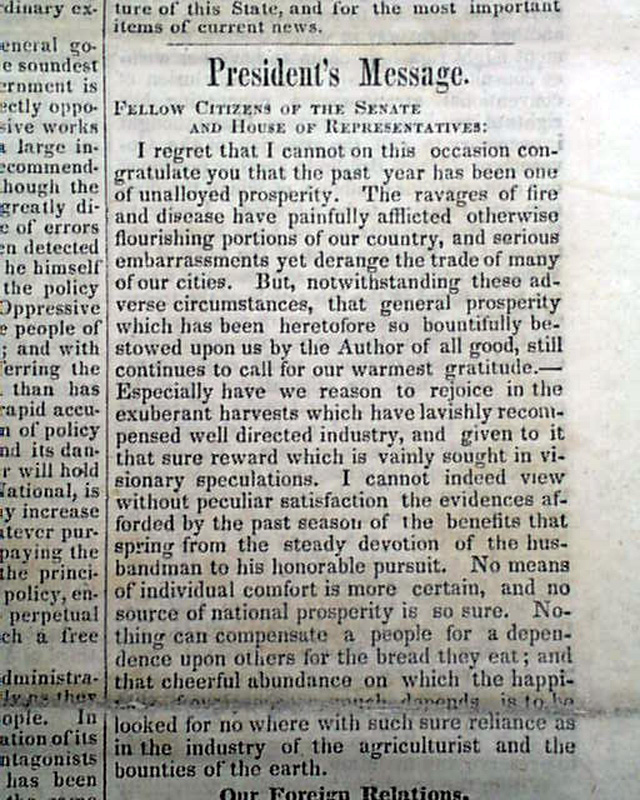 dinary ex-
eneral go-
e soundest
ernment is
ectly oppo-
sive works
a large in-
ecommend-
hough the
greatly di-
e of errors
en detected
he himself
the policy
Oppressive
e people of
; and with
erring the
than has
rapid accu-
n of policy
nd its dan-
r will hold
National, is
y increase
atever pur-
paying the
the princi-
policy, en-
perpetual
ch a free
dministra-
ly as they
ople. In
ation of its
ntagonists
has been
ture of this State, and for the most important
items of current news.
President's Message.
FELLOW CITIZENS OF THE SENATE
AND HOUSE OF REPRESENTATIVES:
I regret that I cannot on this occasion con-
gratulate you that the past year has been one
of unalloyed prosperity. The ravages of fire
and disease have painfully afflicted otherwise
flourishing portions of our country, and serious
embarrassments yet derange the trade of many
of our cities. But, notwithstanding these ad-
verse circumstances, that general prosperity
which has been heretofore so bountifully be-
stowed upon us by the Author of all good, still
continues to call for our warmest gratitude.—
Especially have we reason to rejoice in the
exuberant harvests which have lavishly recom-
pensed well directed industry, and given to it
that sure reward which is vainly sought in vi-
sionary speculations. I cannot indeed view
without peculiar satisfaction the evidences af-
forded by the past season of the benefits that
spring from the steady devotion of the hus-
bandman to his honorable pursuit. No means
of individual comfort is more certain, and no
source of national prosperity is so sure. No-
thing can compensate a people for a depen-
dence upon others for the bread they eat; and
that cheerful abundance on which the happi-
depends is to be
looked for no where with such sure reliance as
in the industry of the agriculturist and the
bounties of the earth.
Our Foreign Relations.